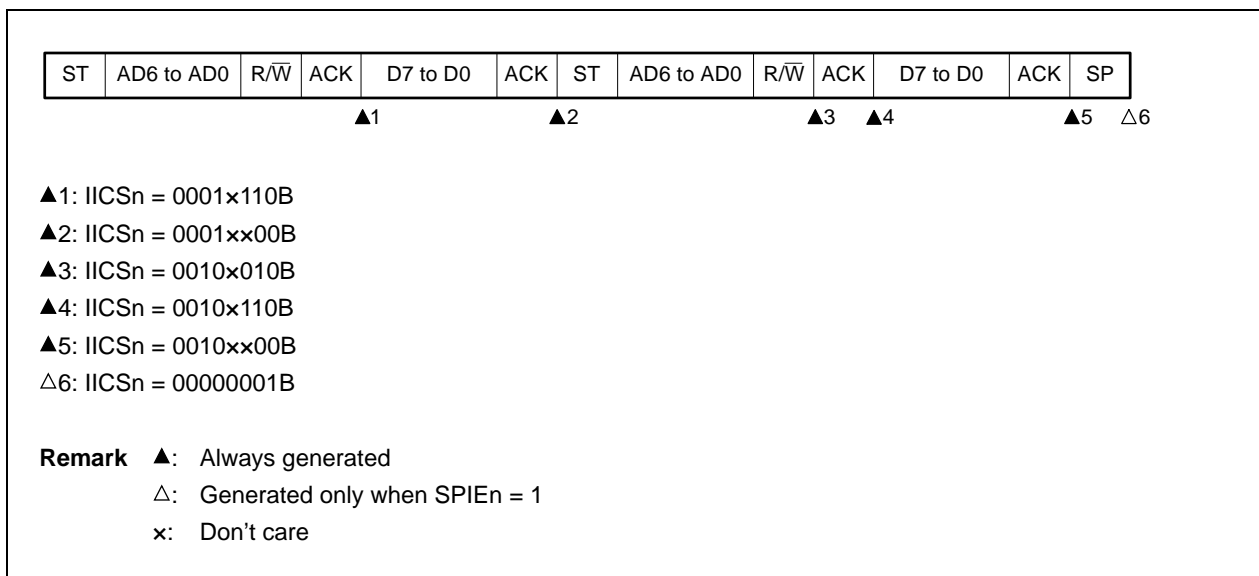 ST AD6 to AD0 R/W̅ ACK D7 to D0 ACK ST AD6 to AD0 R/W̅ ACK D7 to D0 ACK SP
▲1 ▲2 ▲3 ▲4 ▲5 △6
▲1: IICSn = 0001×110B
▲2: IICSn = 0001××00B
▲3: IICSn = 0010×010B
▲4: IICSn = 0010×110B
▲5: IICSn = 0010××00B
△6: IICSn = 00000001B
Remark ▲: Always generated
△: Generated only when SPIEn = 1
×: Don't care